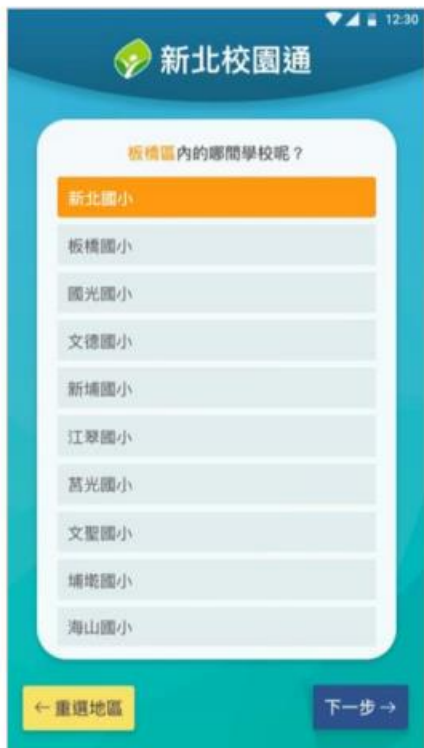 12:30
新北校園通
板橋區內的哪間學校呢？
新北國小
板橋國小
國光國小
文德國小
新埔國小
江翠國小
莒光國小
文聖國小
埔墘國小
海山國小
← 重選地區
下一步 →